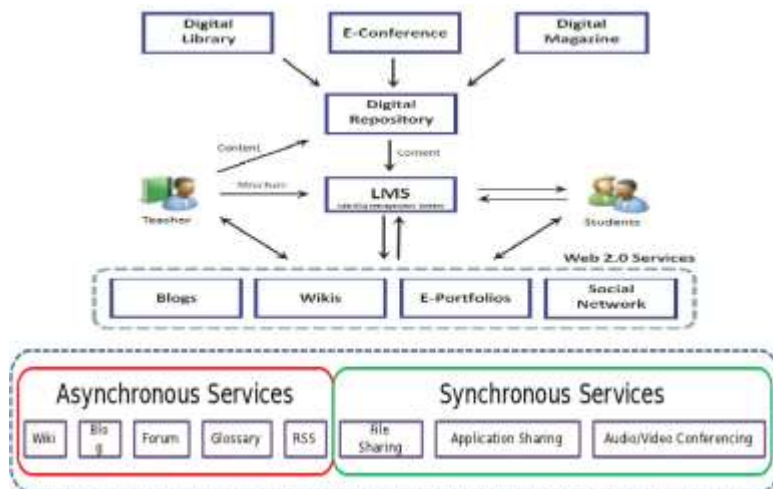 Digital
Library
E-Conference
Digital
Magazine
Digital
Repository
Content
Content
Structure
LMS
Teacher
Students
Web 2.0 Services
Blogs
Wikis
E-Portfolios
Social
Network
Asynchronous Services
Synchronous Services
Wiki
Blo
g
Forum
Glossary
RSS
File
Sharing
Application Sharing
Audio/Video Conferencing